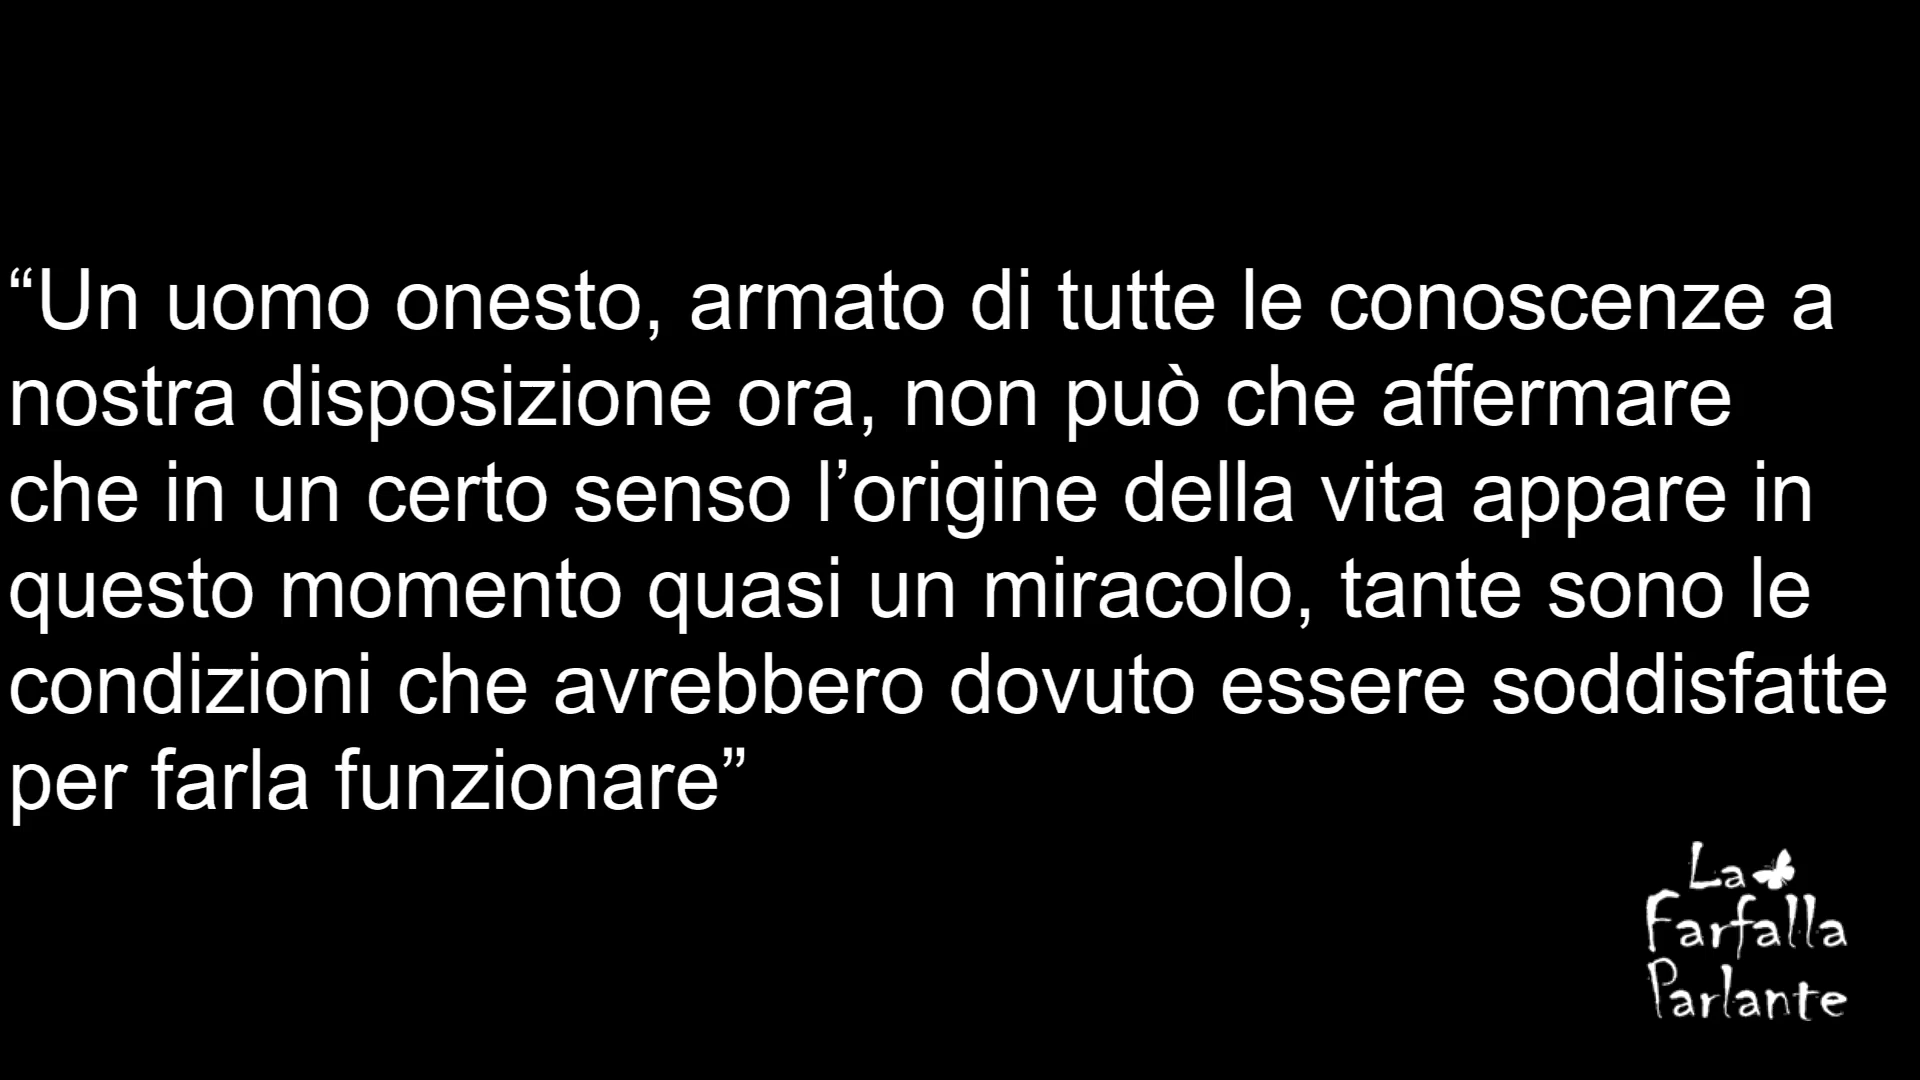 “Un uomo onesto, armato di tutte le conoscenze a
nostra disposizione ora, non può che affermare
che in un certo senso l’origine della vita appare in
questo momento quasi un miracolo, tante sono le
condizioni che avrebbero dovuto essere soddisfatte
per farla funzionare”
La
Farfalla
Parlante